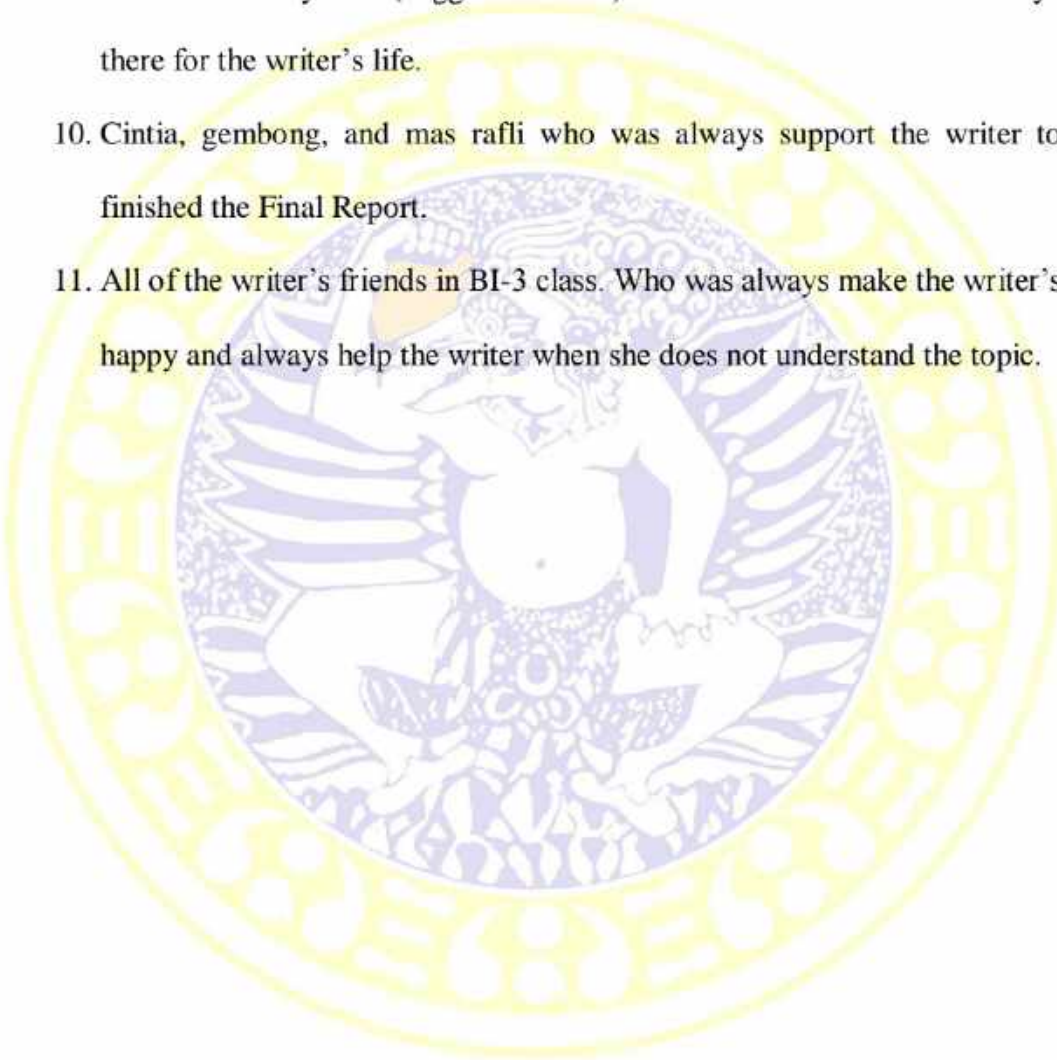 there for the writer's life.
10. Cintia, gembong, and mas rafli who was always support the writer to
finished the Final Report.
11. All of the writer's friends in BI-3 class. Who was always make the writer's
happy and always help the writer when she does not understand the topic.